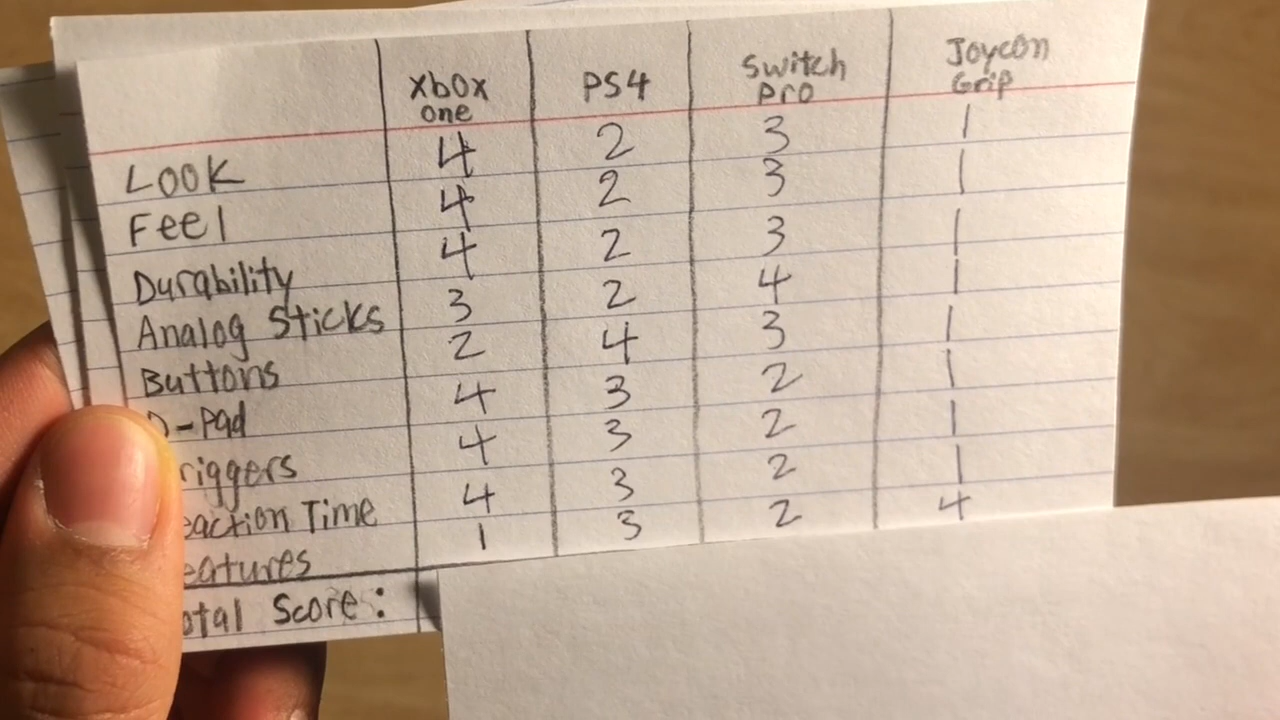 xbox one PS4 Switch Pro Joycon Grip
Look 4 2 3 1
Feel 4 2 3 1
Durability 4 2 3 1
Analog Sticks 3 2 4 1
Buttons 2 4 3 1
D-Pad 4 3 2 1
riggers 4 3 2 1
eaction Time 4 3 2 1
eatures 1 3 2 4
otal Score: